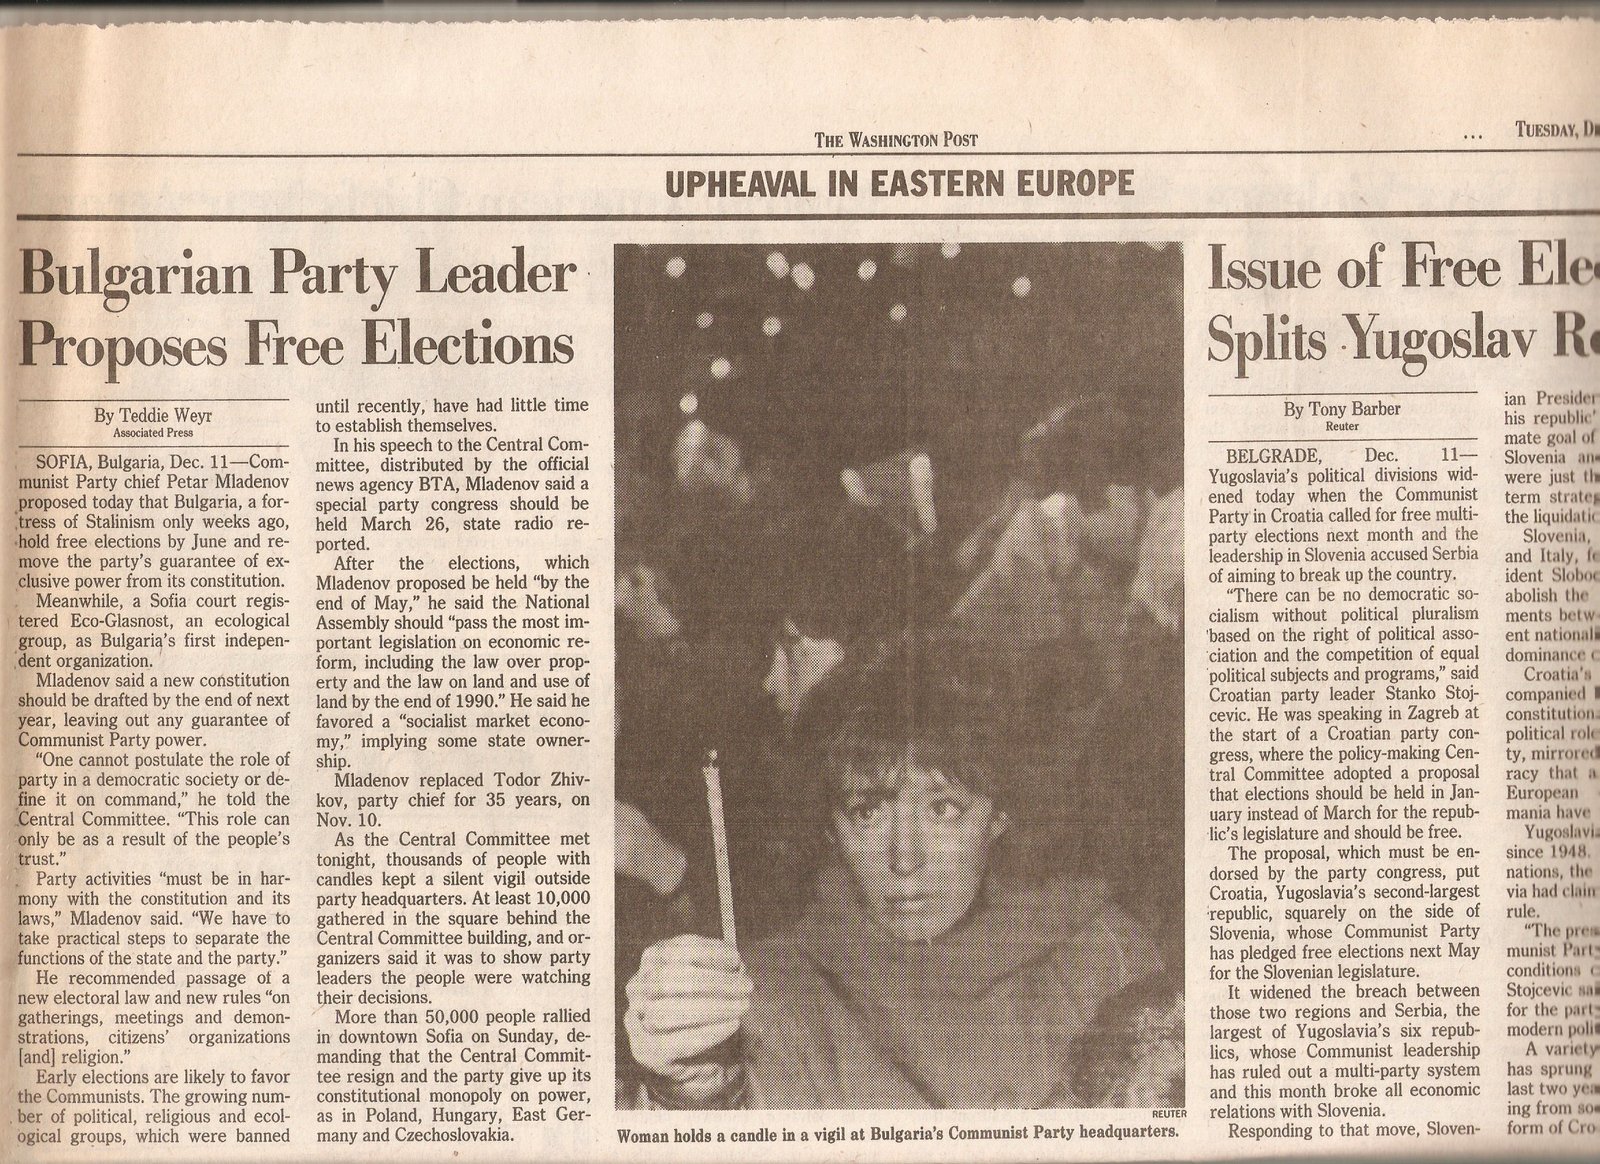 THE WASHINGTON POST
... TUESDAY,
UPHEAVAL IN EASTERN EUROPE
Bulgarian Party Leader
Proposes Free Elections
By Teddie Weyr
Associated Press
SOFIA, Bulgaria, Dec. 11—Com-
munist Party chief Petar Mladenov
proposed today that Bulgaria, a for-
tress of Stalinism only weeks ago,
hold free elections by June and re-
move the party's guarantee of ex-
clusive power from its constitution.
Meanwhile, a Sofia court regis-
tered Eco-Glasnost, an ecological
group, as Bulgaria's first indepen-
dent organization.
Mladenov said a new constitution
should be drafted by the end of next
year, leaving out any guarantee of
Communist Party power.
"One cannot postulate the role of
party in a democratic society or de-
fine it on command," he told the
Central Committee. "This role can
only be as a result of the people's
trust."
Party activities "must be in har-
mony with the constitution and its
laws," Mladenov said. "We have to
take practical steps to separate the
functions of the state and the party."
He recommended passage of a
new electoral law and new rules "on
gatherings, meetings and demon-
strations, citizens' organizations
[and] religion."
Early elections are likely to favor
the Communists. The growing num-
ber of political, religious and ecol-
ogical groups, which were banned
until recently, have had little time
to establish themselves.
In his speech to the Central Com-
mittee, distributed by the official
news agency BTA, Mladenov said a
special party congress should be
held March 26, state radio re-
ported.
After the elections, which
Mladenov proposed be held "by the
end of May," he said the National
Assembly should "pass the most im-
portant legislation on economic re-
form, including the law over prop-
erty and the law on land and use of
land by the end of 1990." He said he
favored a "socialist market econo-
my," implying some state owner-
ship.
Mladenov replaced Todor Zhiv-
kov, party chief for 35 years, on
Nov. 10.
As the Central Committee met
tonight, thousands of people with
candles kept a silent vigil outside
party headquarters. At least 10,000
gathered in the square behind the
Central Committee building, and or-
ganizers said it was to show party
leaders the people were watching
their decisions.
More than 50,000 people rallied
in downtown Sofia on Sunday, de-
manding that the Central Commit-
tee resign and the party give up its
constitutional monopoly on power,
as in Poland, Hungary, East Ger-
many and Czechoslovakia.
REUTER
Woman holds a candle in a vigil at Bulgaria's Communist Party headquarters.
Issue of Free
Splits Yugoslav
By Tony Barber
Reuter
BELGRADE, Dec. 11—
Yugoslavia's political divisions wid-
ened today when the Communist
Party in Croatia called for free multi-
party elections next month and the
leadership in Slovenia accused Serbia
of aiming to break up the country.
"There can be no democratic so-
cialism without political pluralism
based on the right of political asso-
ciation and the competition of equal
political subjects and programs," said
Croatian party leader Stanko Stoj-
cevic. He was speaking in Zagreb at
the start of a Croatian party con-
gress, where the policy-making Cen-
tral Committee adopted a proposal
that elections should be held in Jan-
uary instead of March for the repub-
lic's legislature and should be free.
The proposal, which must be en-
dorsed by the party congress, put
Croatia, Yugoslavia's second-largest
republic, squarely on the side of
Slovenia, whose Communist Party
has pledged free elections next May
for the Slovenian legislature.
It widened the breach between
those two regions and Serbia, the
largest of Yugoslavia's six repub-
lics, whose Communist leadership
has ruled out a multi-party system
and this month broke all economic
relations with Slovenia.
Responding to that move, Sloven-
ian
his republic'
mate goal of
Slovenia
were just
term
the
Slovenia,
and Italy,
ident
abolish the
ments
ent
dominance
Croatia's
companied
constitution
political
ty, mirrored
racy that
European
mania have
Yugoslavia
since 1948.
nations, the
via had
rule.
"The
munist
conditions
Stojcevic
for the
modern
A variety
has sprung
last two
ing from
form of